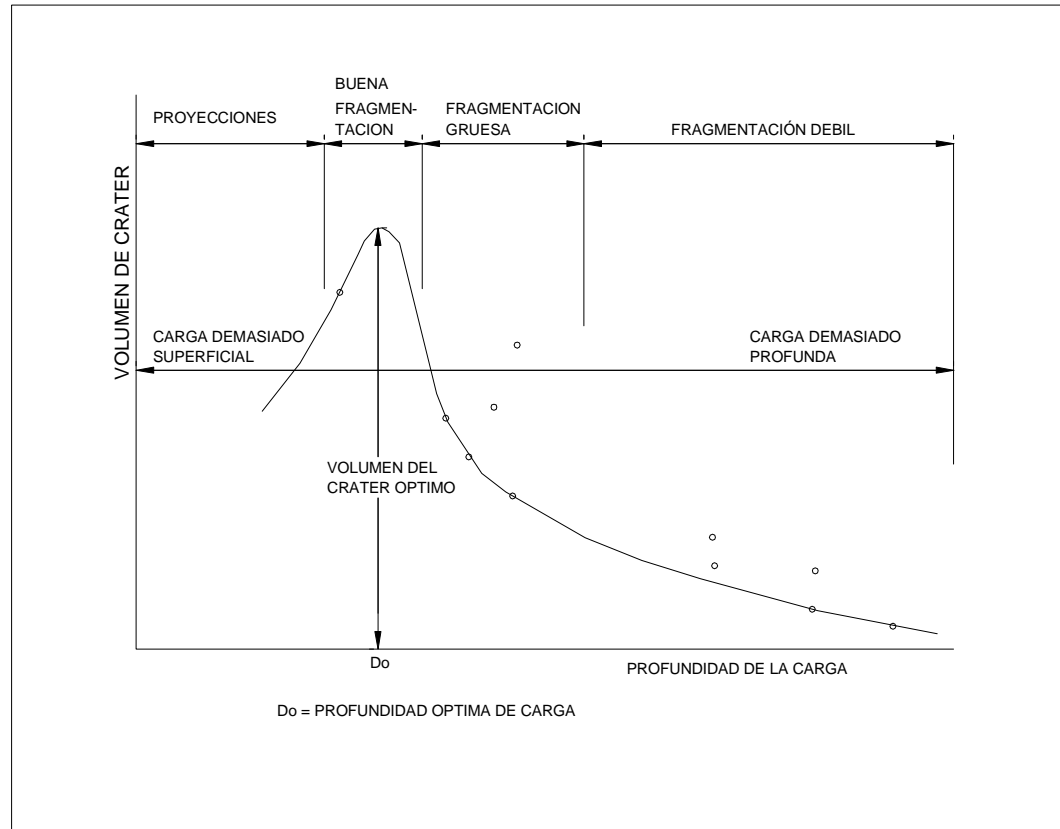 BUENA
PROYECCIONES
FRAGMEN-
TACION
FRAGMENTACION
GRUESA
FRAGMENTACIÓN DEBIL
VOLUMEN DE CRATER
CARGA DEMASIADO
SUPERFICIAL
CARGA DEMASIADO
PROFUNDA
VOLUMEN DEL
CRATER OPTIMO
Do
PROFUNDIDAD DE LA CARGA
Do = PROFUNDIDAD OPTIMA DE CARGA